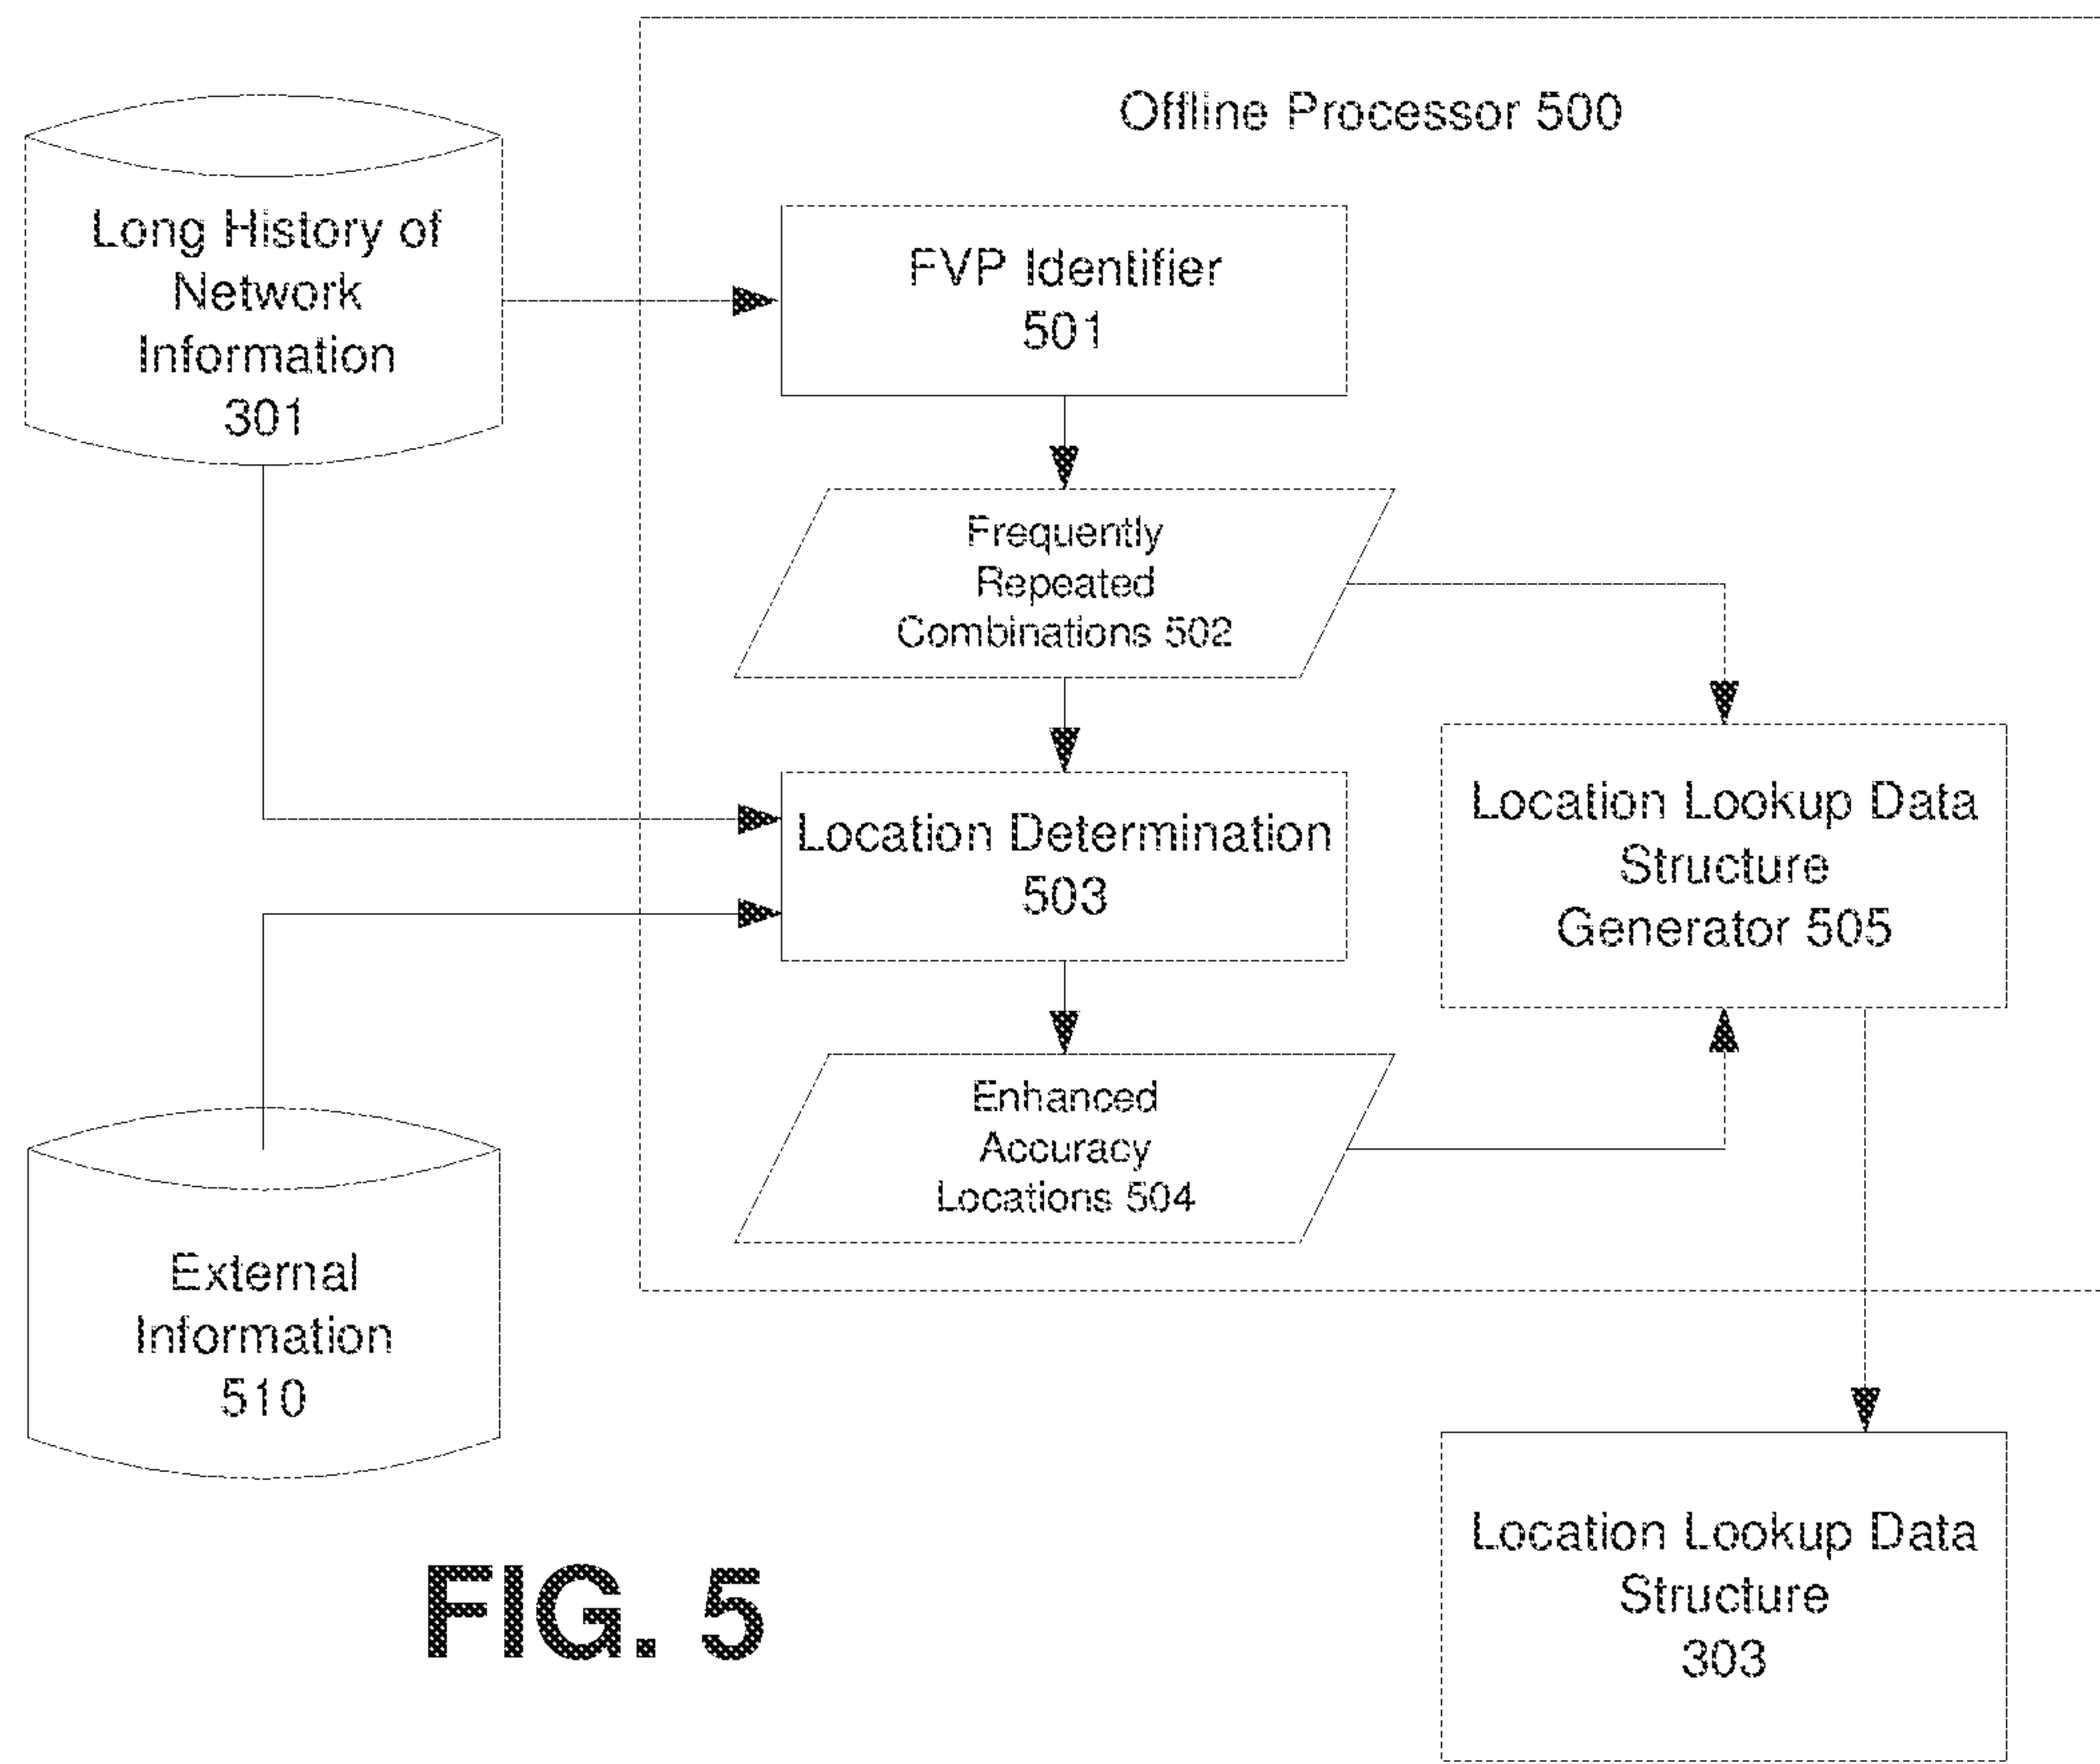 Offline Processor 500
Long History of
Network
Information
301
FVP Identifier
501
Frequently
Repeated
Combinations 502
Location Determination
503
Location Lookup Data
Structure
Generator 505
Enhanced
Accuracy
Locations 504
External
Information
510
Location Lookup Data
Structure
303
FIG. 5